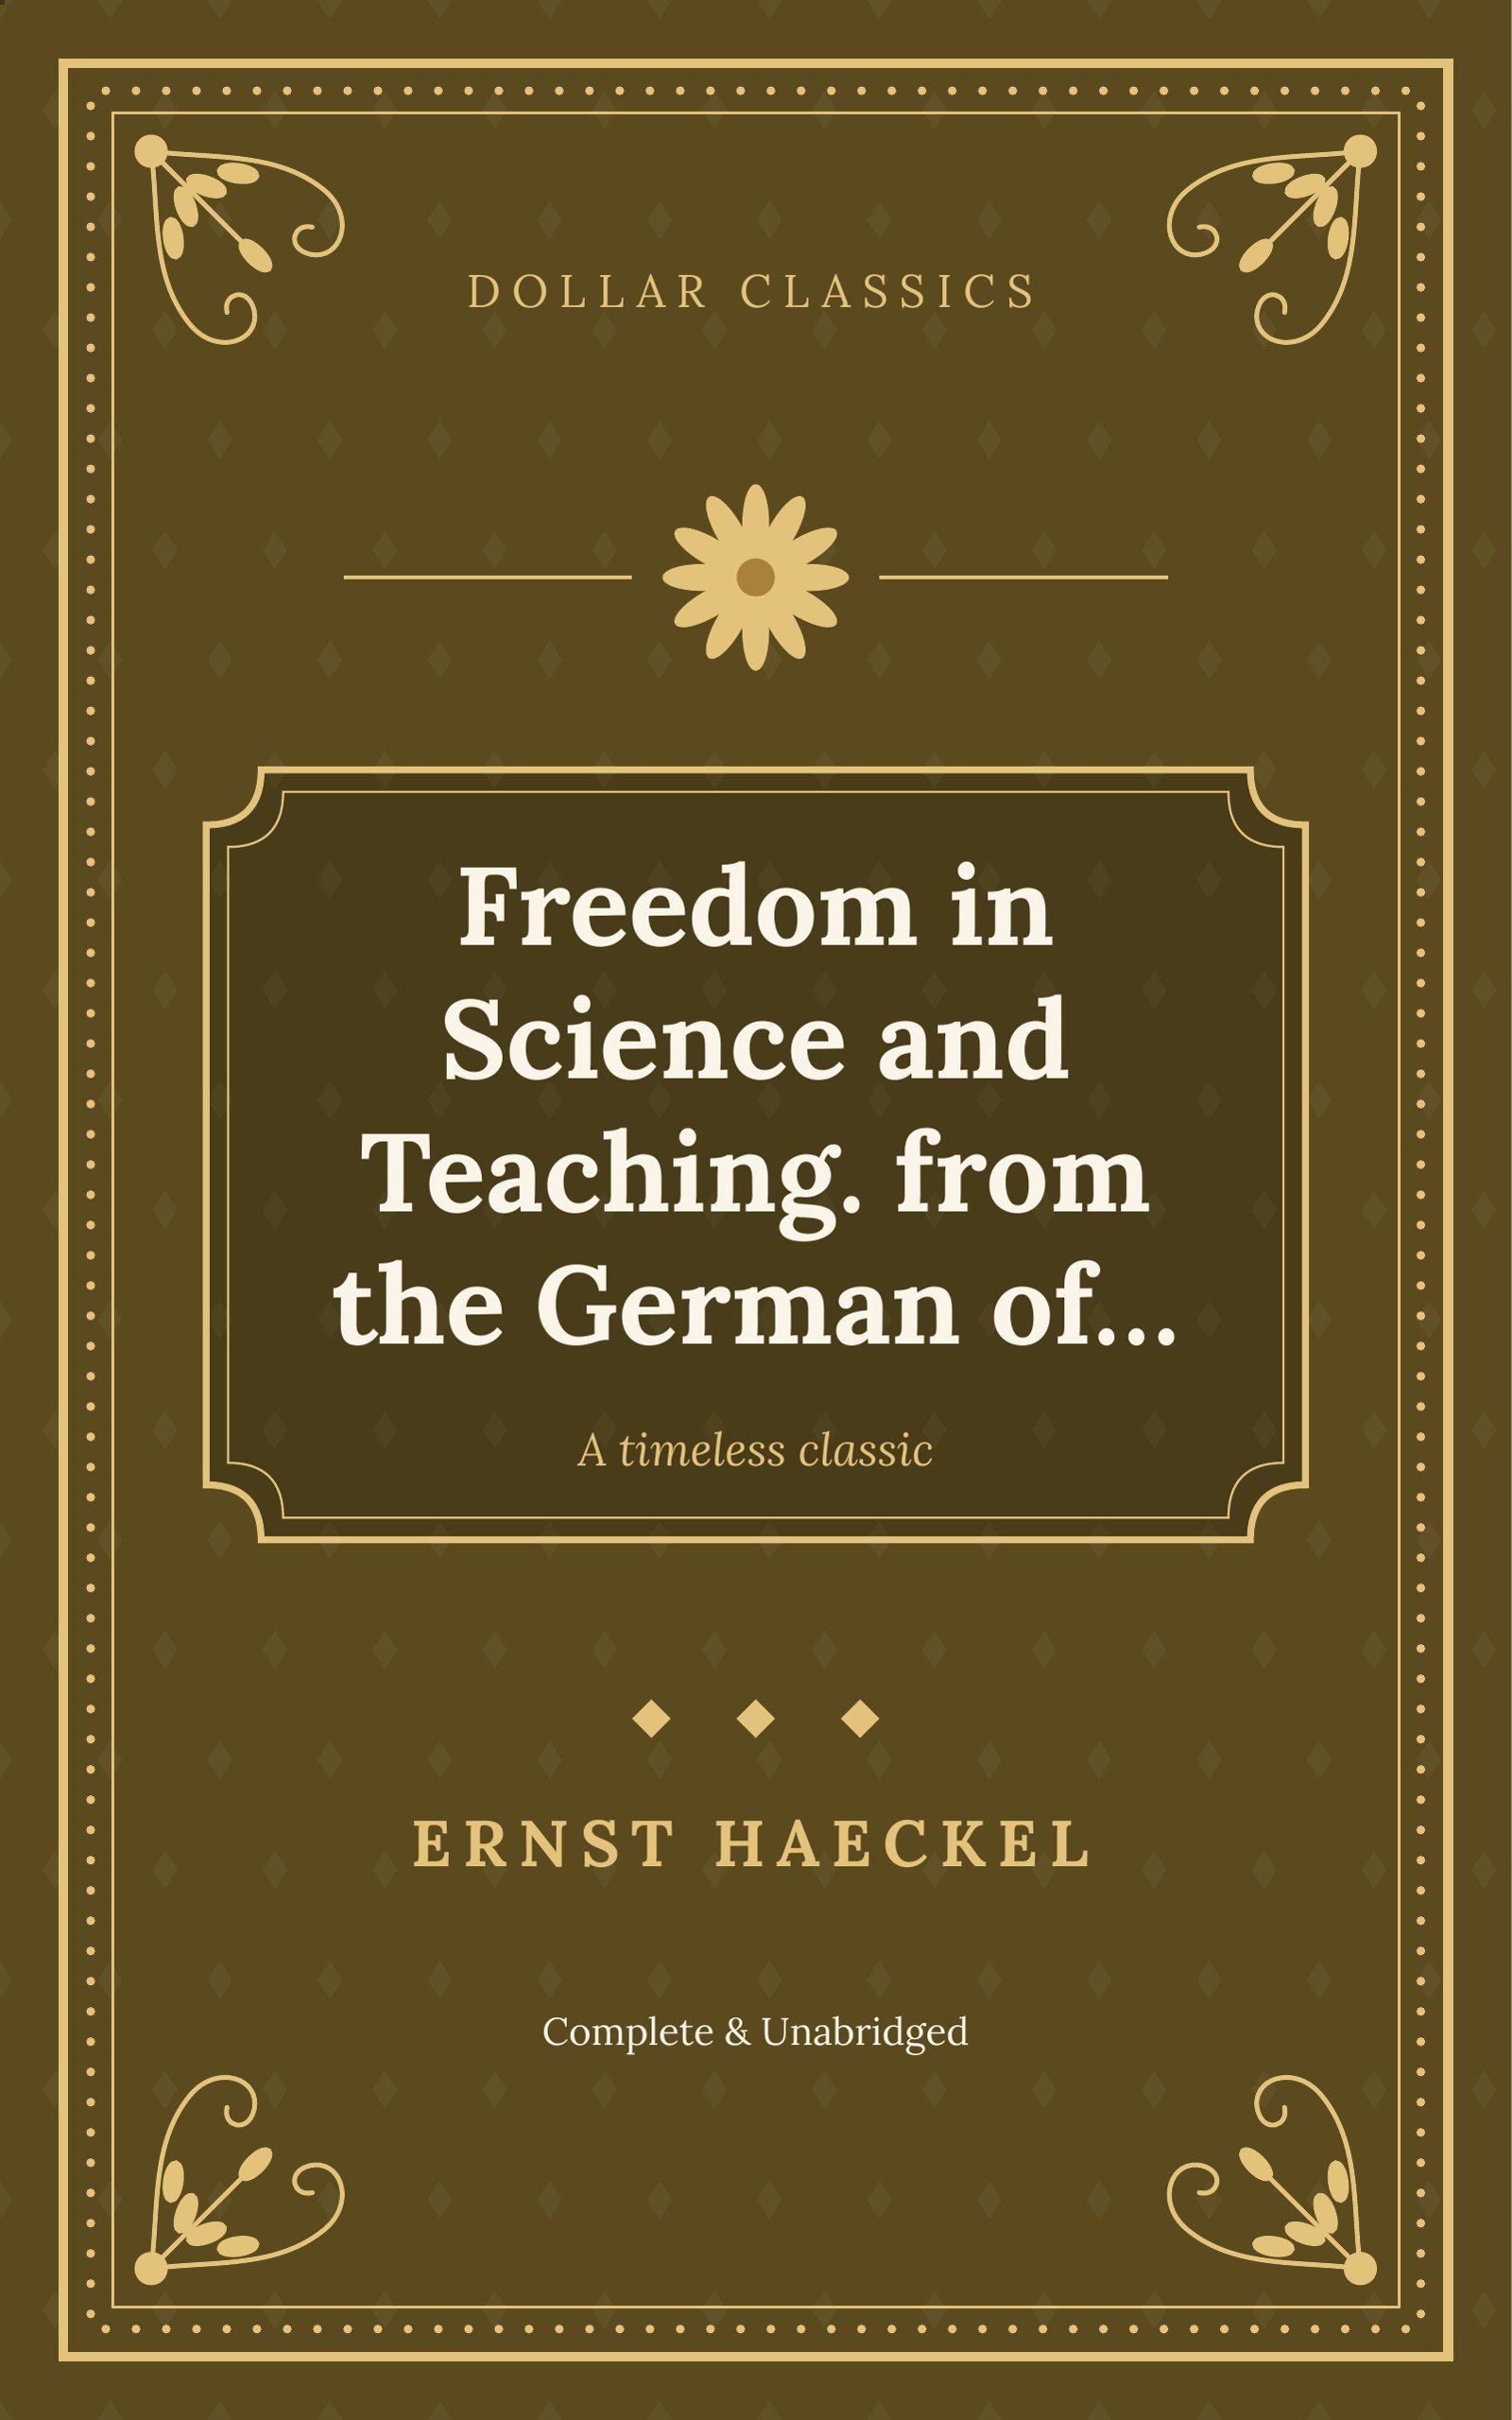 DOLLAR CLASSICS
Freedom in
Science and
Teaching. from
the German of...
A timeless classic
ERNST HAECKEL
Complete & Unabridged